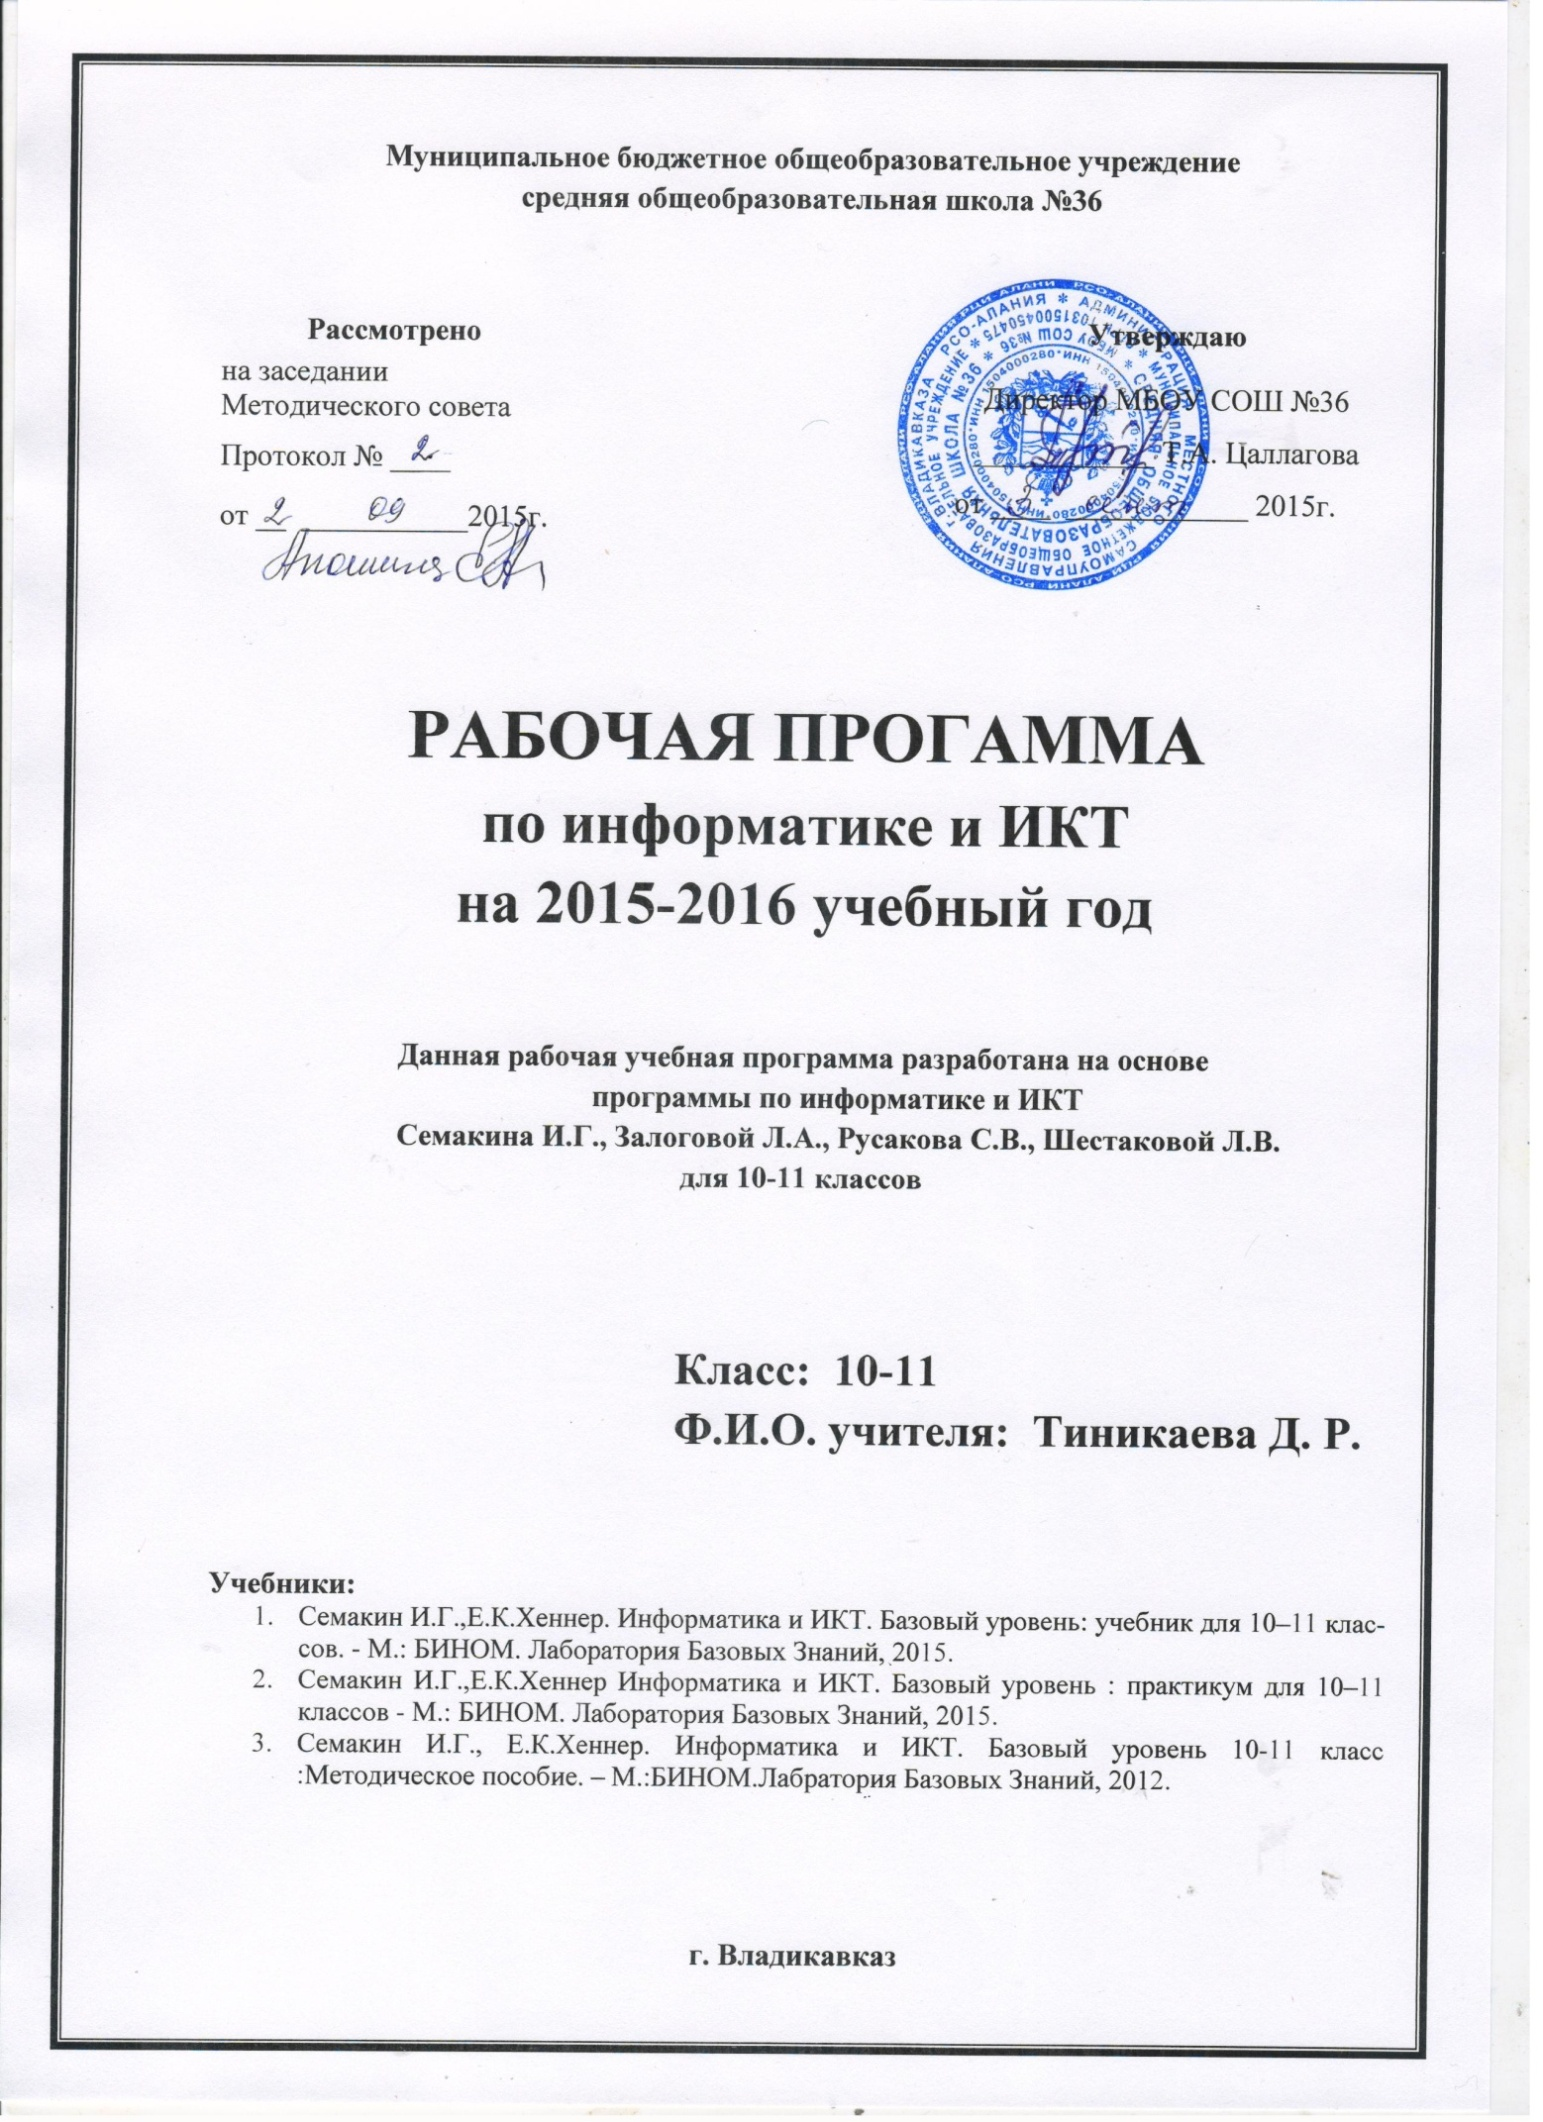 Муниципальное бюджетное общеобразовательное учреждение
средняя общеобразовательная школа №36
Рассмотрено
на заседании
Методического совета
Протокол № 2
от 2 09 2015г.
Утверждаю
Директор МБОУ СОШ №36
Т.А. Цаллагова
от 2015г.
РАБОЧАЯ ПРОГАММА
по информатике и ИКТ
на 2015-2016 учебный год
Данная рабочая учебная программа разработана на основе
программы по информатике и ИКТ
Семакина И.Г., Залоговой Л.А., Русакова С.В., Шестаковой Л.В.
для 10-11 классов
Класс: 10-11
Ф.И.О. учителя: Тиникаева Д. Р.
Учебники:
1. Семакин И.Г.,Е.К.Хеннер. Информатика и ИКТ. Базовый уровень: учебник для 10–11 клас-
сов. - М.: БИНОМ. Лаборатория Базовых Знаний, 2015.
2. Семакин И.Г.,Е.К.Хеннер Информатика и ИКТ. Базовый уровень : практикум для 10–11
классов - М.: БИНОМ. Лаборатория Базовых Знаний, 2015.
3. Семакин И.Г., Е.К.Хеннер. Информатика и ИКТ. Базовый уровень 10-11 класс
:Методическое пособие. – М.:БИНОМ.Лабратория Базовых Знаний, 2012.
г. Владикавказ